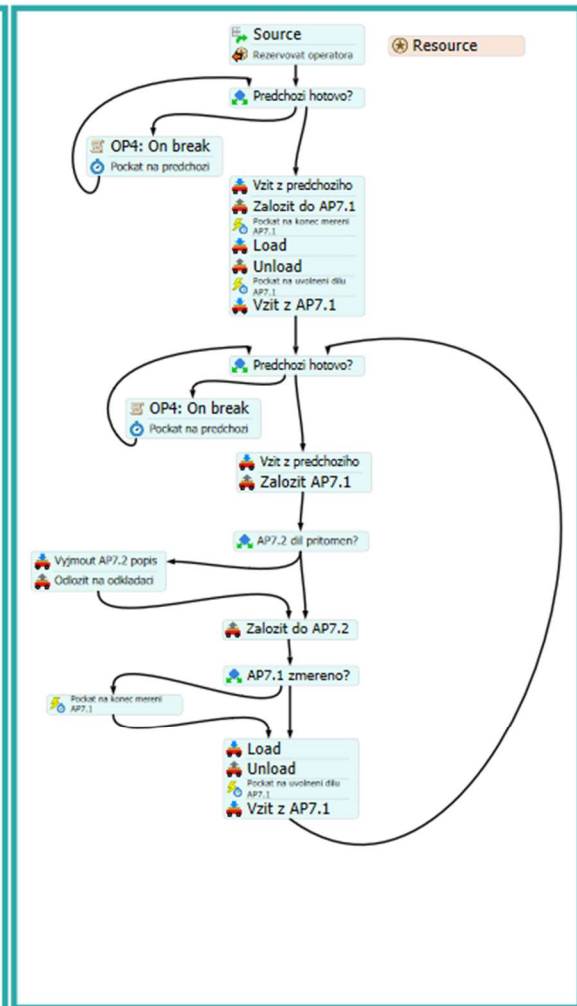 Source
Rezervovat operatora
Resource
Predchozi hotovo?
OP4: On break
Pockat na predchozi
Vzit z predchoziho
Zalozit do AP7.1
Pockat na konec mereni
AP7.1
Load
Unload
Pockat na uvolneni dilu
AP7.1
Vzit z AP7.1
Predchozi hotovo?
OP4: On break
Pockat na predchozi
Vzit z predchoziho
Zalozit AP7.1
AP7.2 dil pritomen?
Vyjmout AP7.2 popis
Odlozit na odkladaci
Zalozit do AP7.2
AP7.1 zmereno?
Pockat na konec mereni
AP7.1
Load
Unload
Pockat na uvolneni dilu
AP7.1
Vzit z AP7.1